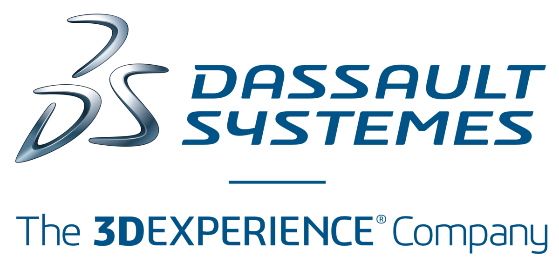 DASSAULT
SYSTEMES
The 3DEXPERIENCE® Company